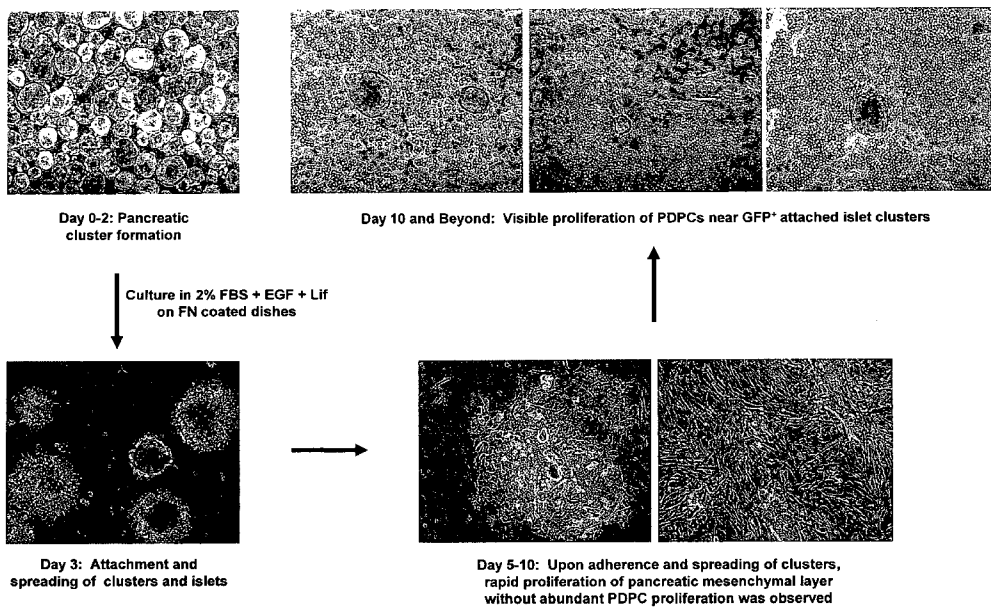 Day 0-2: Pancreatic
cluster formation
Day 10 and Beyond: Visible proliferation of PDPCs near GFP⁺ attached islet clusters
Culture in 2% FBS + EGF + Lif
on FN coated dishes
Day 3: Attachment and
spreading of clusters and islets
Day 5-10: Upon adherence and spreading of clusters,
rapid proliferation of pancreatic mesenchymal layer
without abundant PDPC proliferation was observed